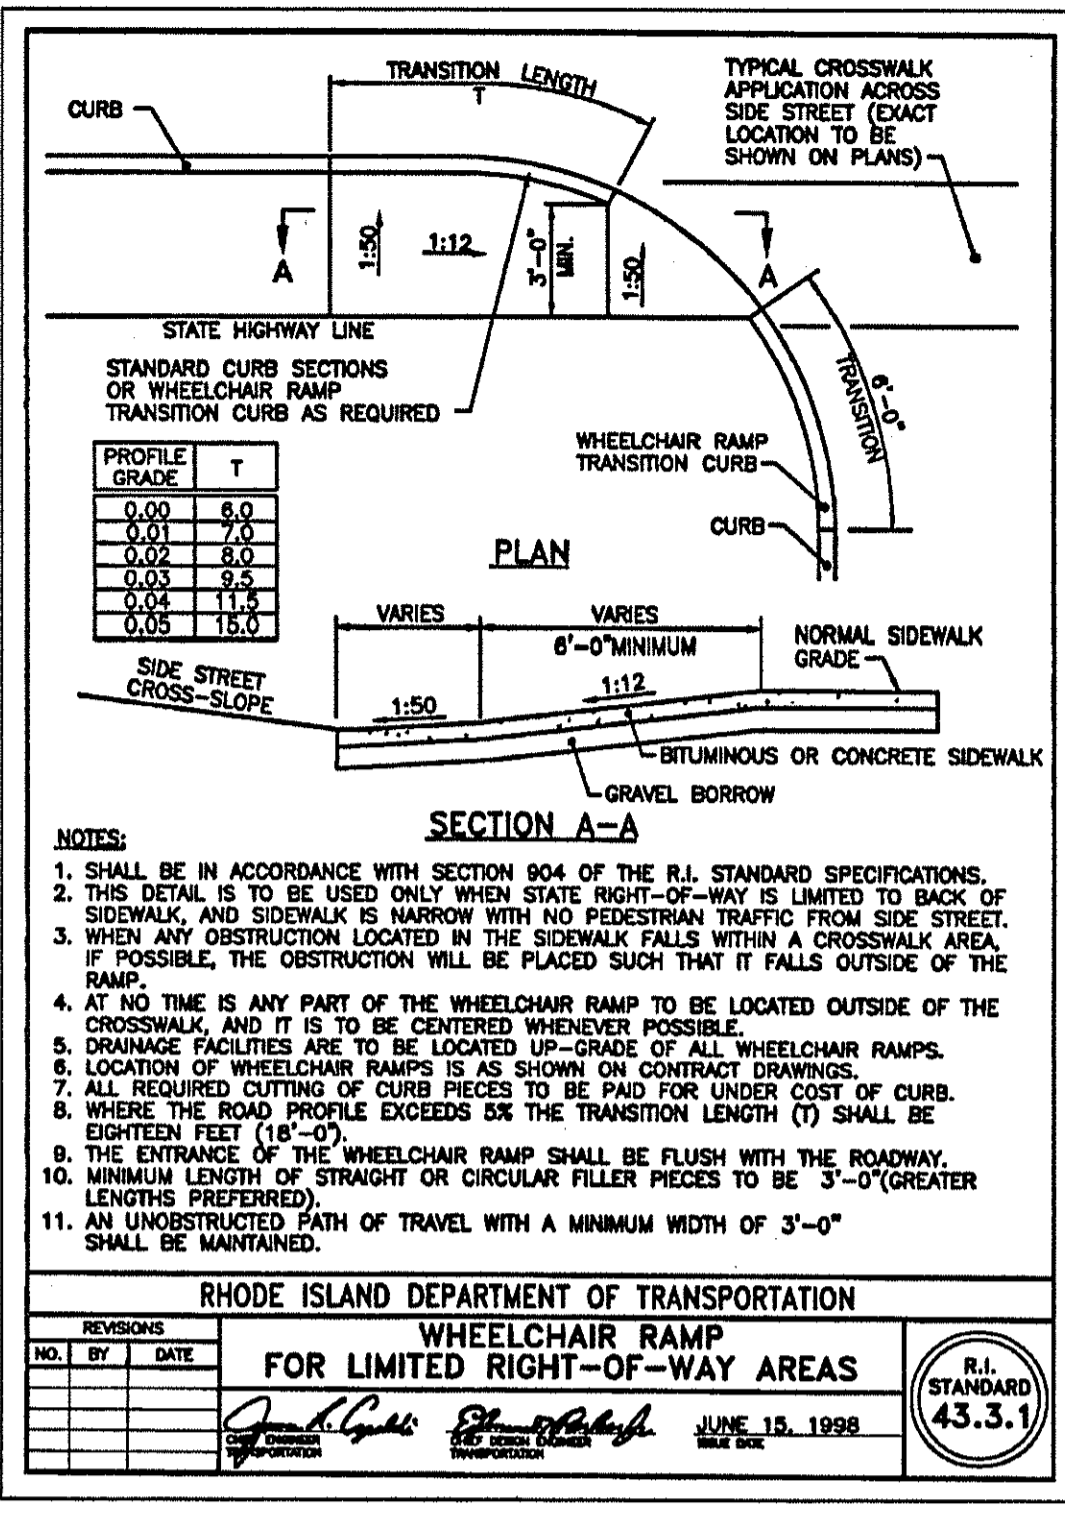 TRANSITION LENGTH
T
CURB
TYPICAL CROSSWALK
APPLICATION ACROSS
SIDE STREET (EXACT
LOCATION TO BE
SHOWN ON PLANS)
A
1:50
1:12
3'-0"
MIN.
1:50
A
STATE HIGHWAY LINE
STANDARD CURB SECTIONS
OR WHEELCHAIR RAMP
TRANSITION CURB AS REQUIRED
6'-0"
TRANSITION
WHEELCHAIR RAMP
TRANSITION CURB
CURB
PROFILE GRADE T
0.00 6.0
0.01 7.0
0.02 8.0
0.03 9.5
0.04 11.5
0.05 15.0
PLAN
VARIES
VARIES
6'-0"MINIMUM
NORMAL SIDEWALK
GRADE
SIDE STREET
CROSS-SLOPE
1:50
1:12
BITUMINOUS OR CONCRETE SIDEWALK
GRAVEL BORROW
SECTION A-A
NOTES:
1. SHALL BE IN ACCORDANCE WITH SECTION 904 OF THE R.I. STANDARD SPECIFICATIONS.
2. THIS DETAIL IS TO BE USED ONLY WHEN STATE RIGHT-OF-WAY IS LIMITED TO BACK OF
SIDEWALK, AND SIDEWALK IS NARROW WITH NO PEDESTRIAN TRAFFIC FROM SIDE STREET.
3. WHEN ANY OBSTRUCTION LOCATED IN THE SIDEWALK FALLS WITHIN A CROSSWALK AREA,
IF POSSIBLE, THE OBSTRUCTION WILL BE PLACED SUCH THAT IT FALLS OUTSIDE OF THE
RAMP.
4. AT NO TIME IS ANY PART OF THE WHEELCHAIR RAMP TO BE LOCATED OUTSIDE OF THE
CROSSWALK, AND IT IS TO BE CENTERED WHENEVER POSSIBLE.
5. DRAINAGE FACILITIES ARE TO BE LOCATED UP-GRADE OF ALL WHEELCHAIR RAMPS.
6. LOCATION OF WHEELCHAIR RAMPS IS AS SHOWN ON CONTRACT DRAWINGS.
7. ALL REQUIRED CUTTING OF CURB PIECES TO BE PAID FOR UNDER COST OF CURB.
8. WHERE THE ROAD PROFILE EXCEEDS 5% THE TRANSITION LENGTH (T) SHALL BE
EIGHTEEN FEET (18'-0").
9. THE ENTRANCE OF THE WHEELCHAIR RAMP SHALL BE FLUSH WITH THE ROADWAY.
10. MINIMUM LENGTH OF STRAIGHT OR CIRCULAR FILLER PIECES TO BE 3'-0"(GREATER
LENGTHS PREFERRED).
11. AN UNOBSTRUCTED PATH OF TRAVEL WITH A MINIMUM WIDTH OF 3'-0"
SHALL BE MAINTAINED.
RHODE ISLAND DEPARTMENT OF TRANSPORTATION
REVISIONS
NO. BY DATE
WHEELCHAIR RAMP
FOR LIMITED RIGHT-OF-WAY AREAS
CHIEF ENGINEER
TRANSPORTATION
CHIEF DESIGN ENGINEER
TRANSPORTATION
JUNE 15, 1998
ISSUE DATE
R.I.
STANDARD
43.3.1